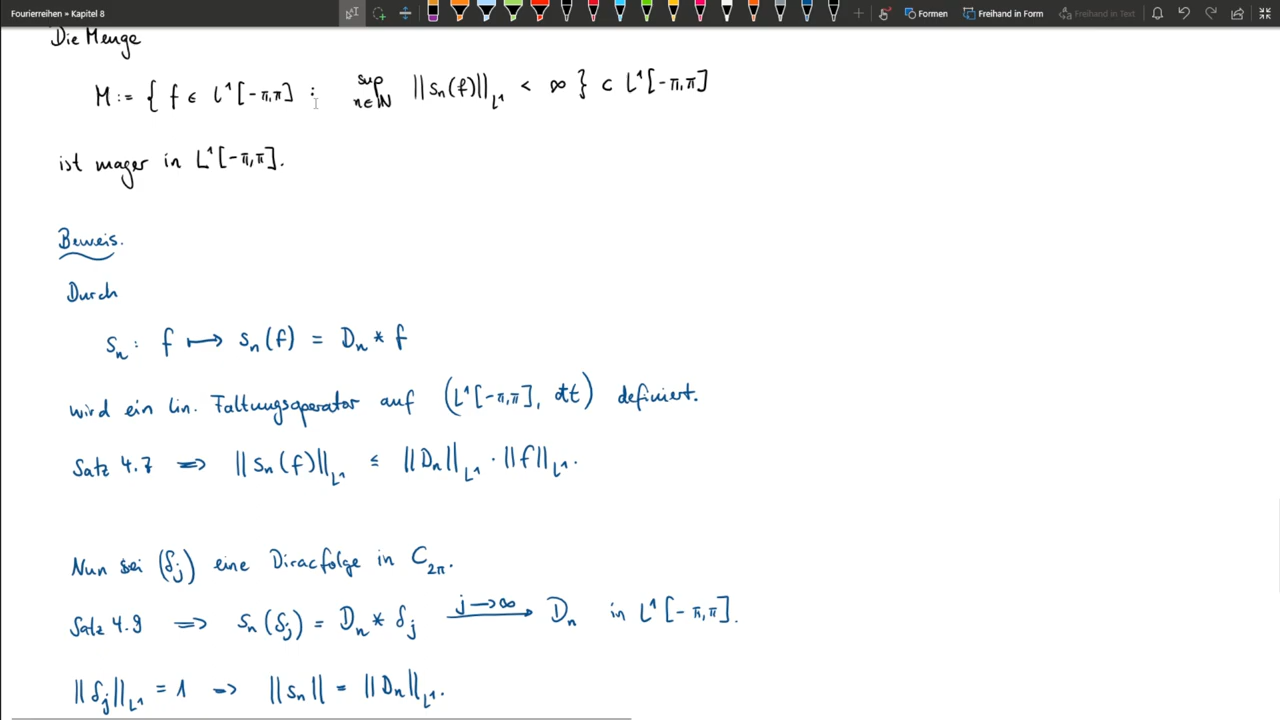 Fourierreihen » Kapitel 8
Formen
Freihand in Form
Freihand in Text
Die Menge
M := { f ∈ L¹[-π,π] : sup_{n∈ℕ} ||s_n(f)||_{L¹} < ∞ } ⊂ L¹[-π,π]
ist mager in L¹[-π,π].
Beweis.
Durch
s_n : f ↦ s_n(f) = D_n * f
wird ein lin. Faltungsoperator auf (L¹[-π,π], dt) definiert.
Satz 4.7 ⇒ ||s_n(f)||_{L¹} ≤ ||D_n||_{L¹} · ||f||_{L¹}.
Nun sei (δ_j) eine Diracfolge in C_{2π}.
Satz 4.9 ⇒ s_n(δ_j) = D_n * δ_j —j→∞→ D_n in L¹[-π,π].
||δ_j||_{L¹} = 1 ⇒ ||s_n|| = ||D_n||_{L¹}.